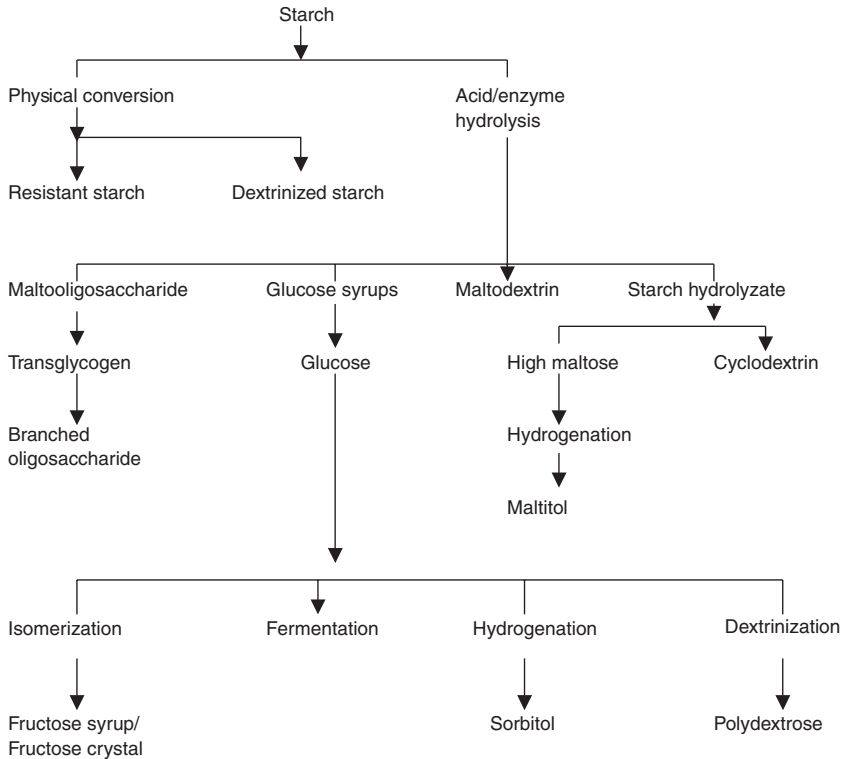 Starch
Physical conversion
Acid/enzyme
hydrolysis
Resistant starch
Dextrinized starch
Maltooligosaccharide
Glucose syrups
Maltodextrin
Starch hydrolyzate
Transglycogen
Glucose
High maltose
Cyclodextrin
Branched
oligosaccharide
Hydrogenation
Maltitol
Isomerization
Fermentation
Hydrogenation
Dextrinization
Fructose syrup/
Fructose crystal
Sorbitol
Polydextrose